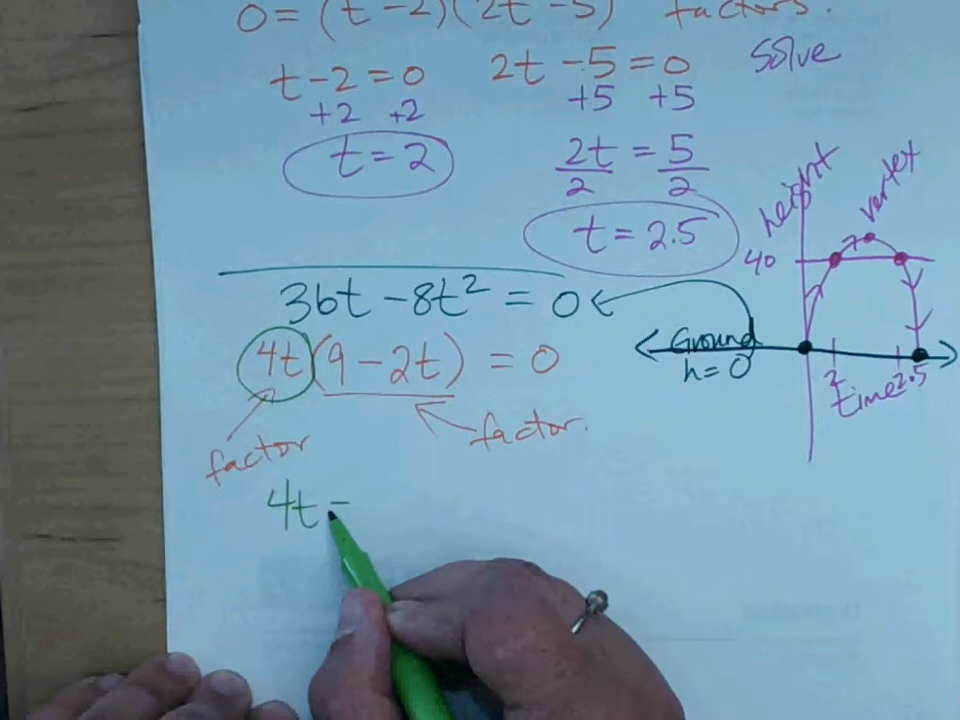 0 = (t - 2)(2t - 5) factors.
t - 2 = 0 2t - 5 = 0 Solve
+2 +2 +5 +5
t = 2
2t = 5
2 2
t = 2.5
height
vertex
40
36t - 8t² = 0
Ground
h = 0
4t(9 - 2t) = 0
2
2.5
time
factor
factor.
4t =